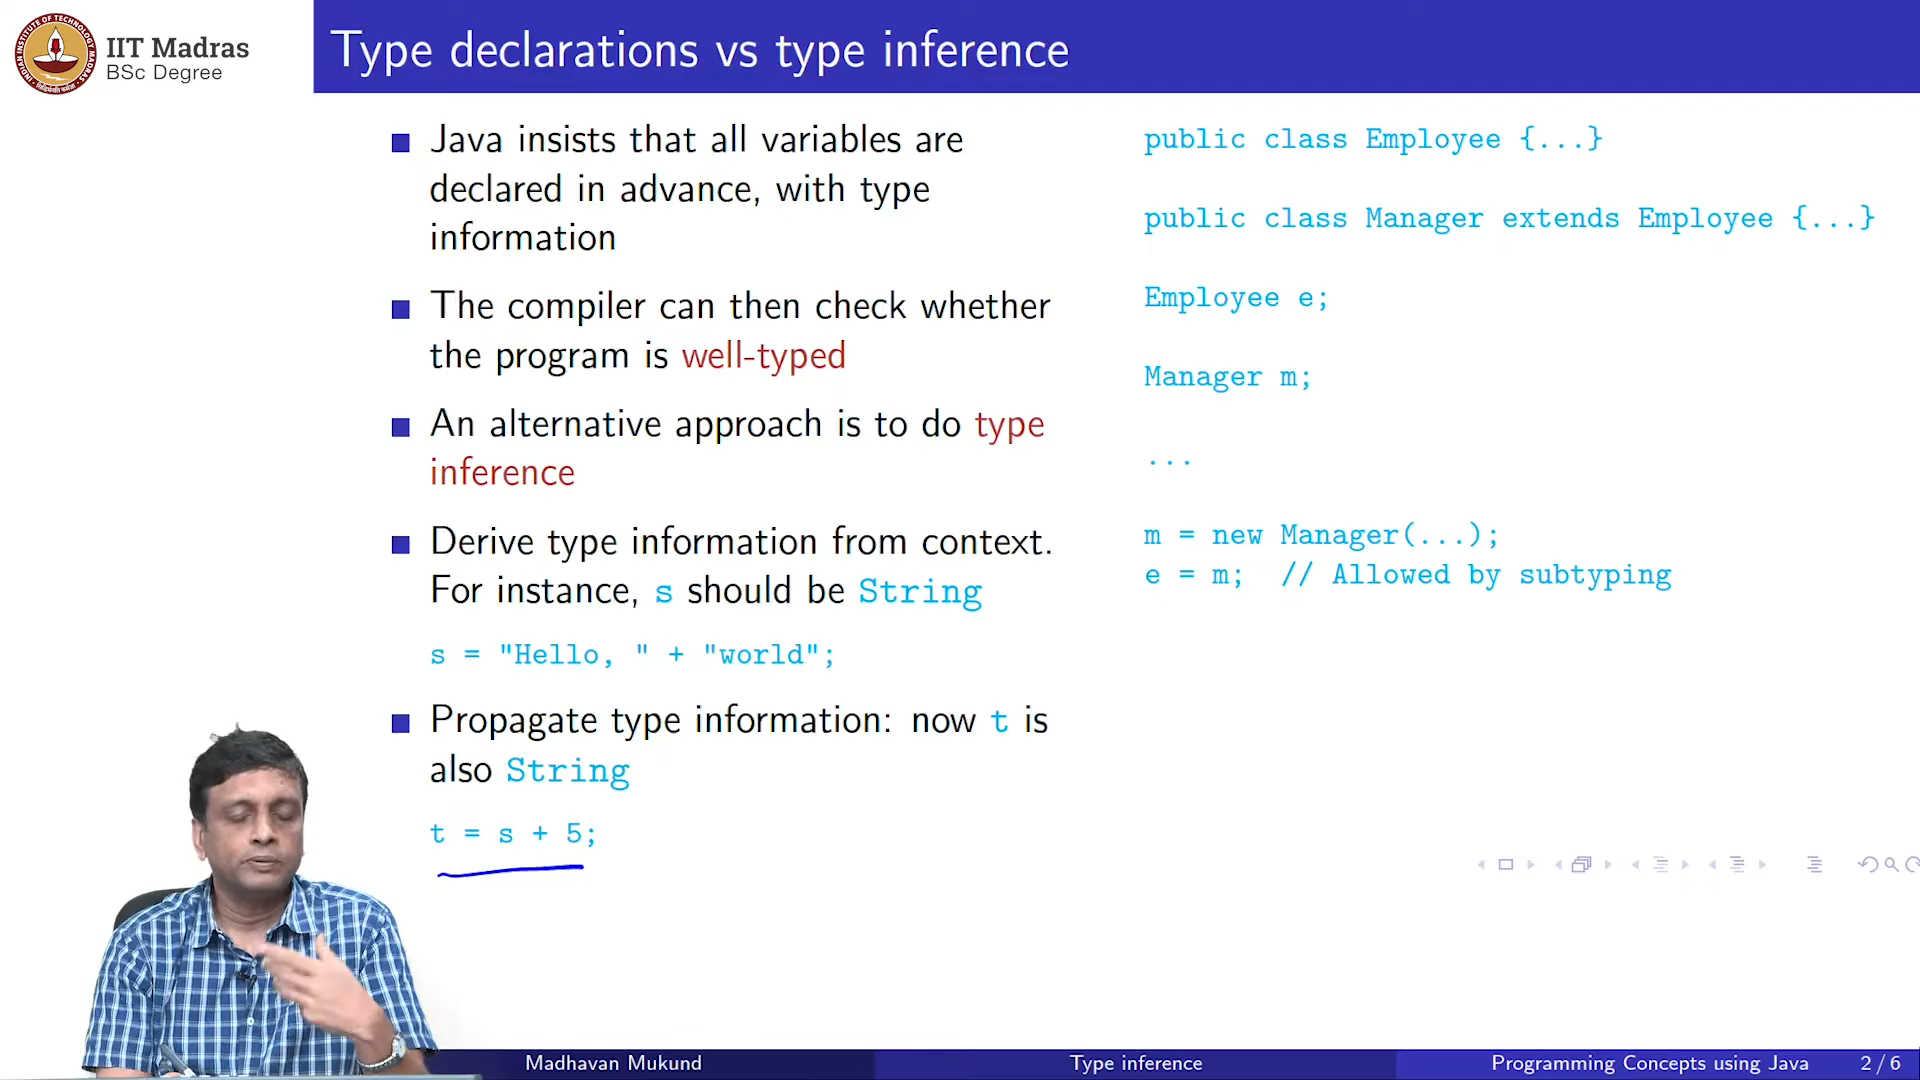 IIT Madras
BSc Degree
Type declarations vs type inference
Java insists that all variables are
declared in advance, with type
information
The compiler can then check whether
the program is well-typed
An alternative approach is to do type
inference
Derive type information from context.
For instance, s should be String
s = "Hello, " + "world";
Propagate type information: now t is
also String
t = s + 5;
public class Employee {...}
public class Manager extends Employee {...}
Employee e;
Manager m;
...
m = new Manager(...);
e = m; // Allowed by subtyping
Madhavan Mukund
Type inference
Programming Concepts using Java
2 / 6